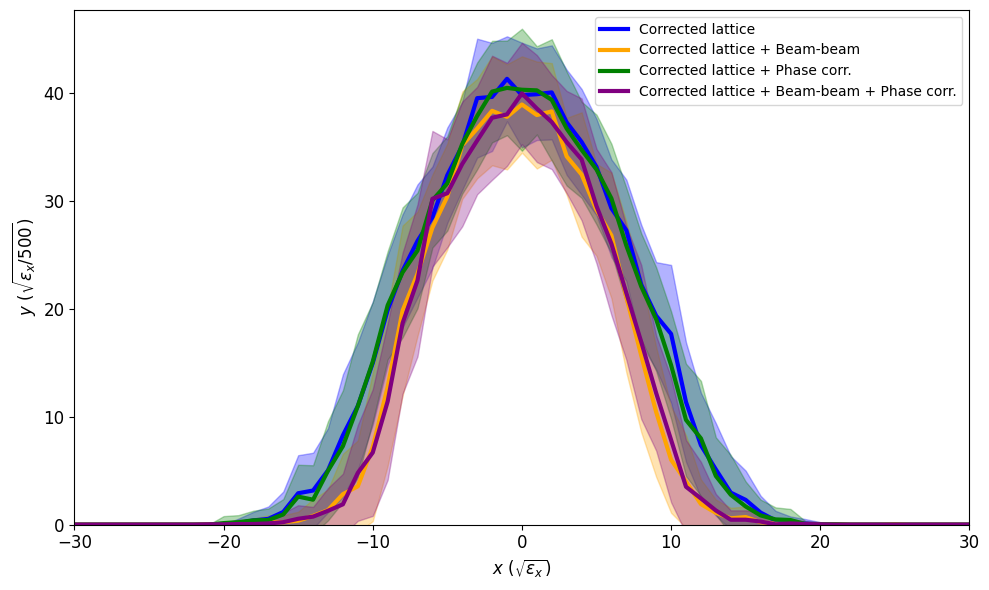 Corrected lattice
Corrected lattice + Beam-beam
Corrected lattice + Phase corr.
Corrected lattice + Beam-beam + Phase corr.
y (√εₓ/500)
40
30
20
10
0
−30
−20
−10
0
10
20
30
x (√εₓ)